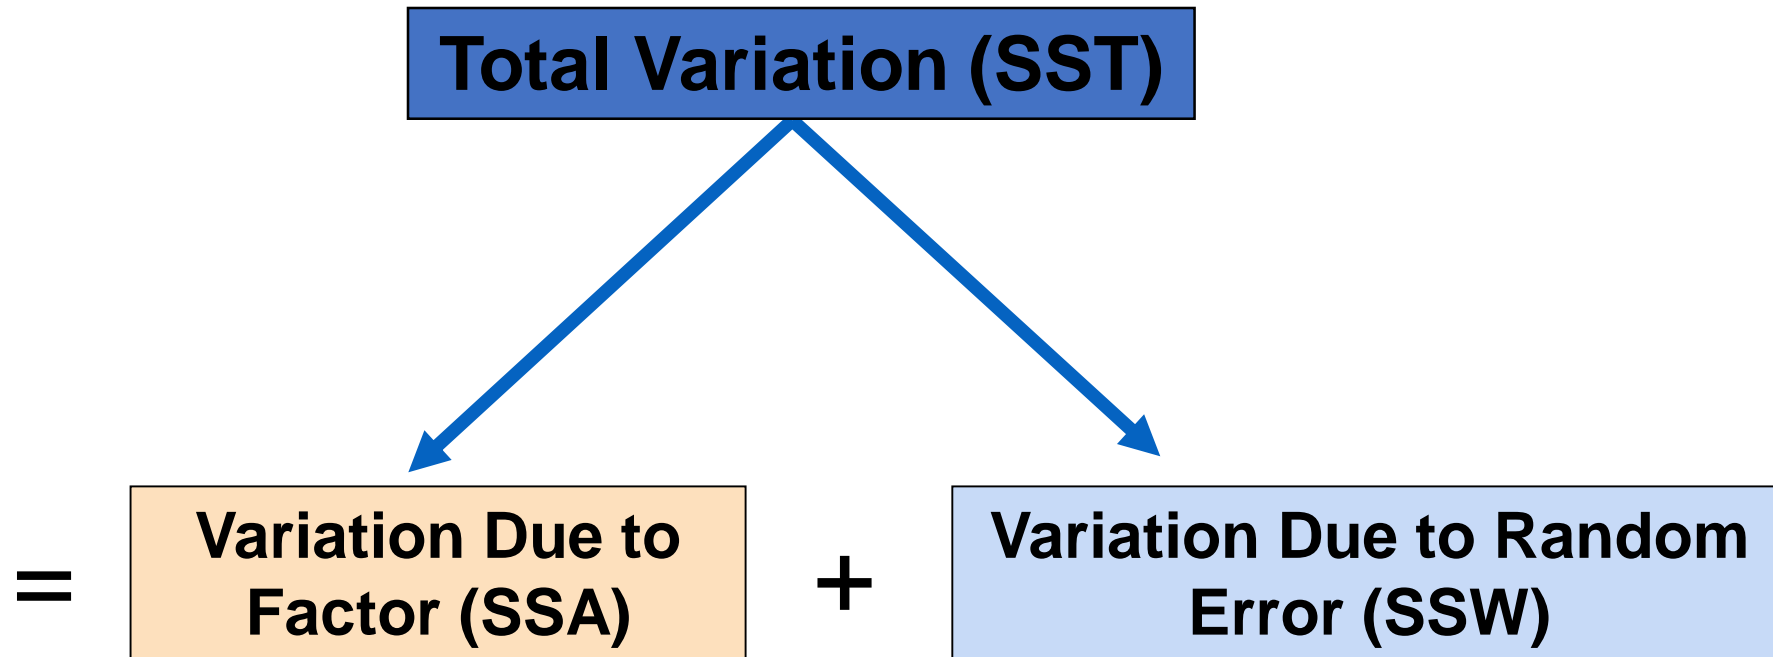 Total Variation (SST)
= Variation Due to + Variation Due to Random
Factor (SSA) Error (SSW)